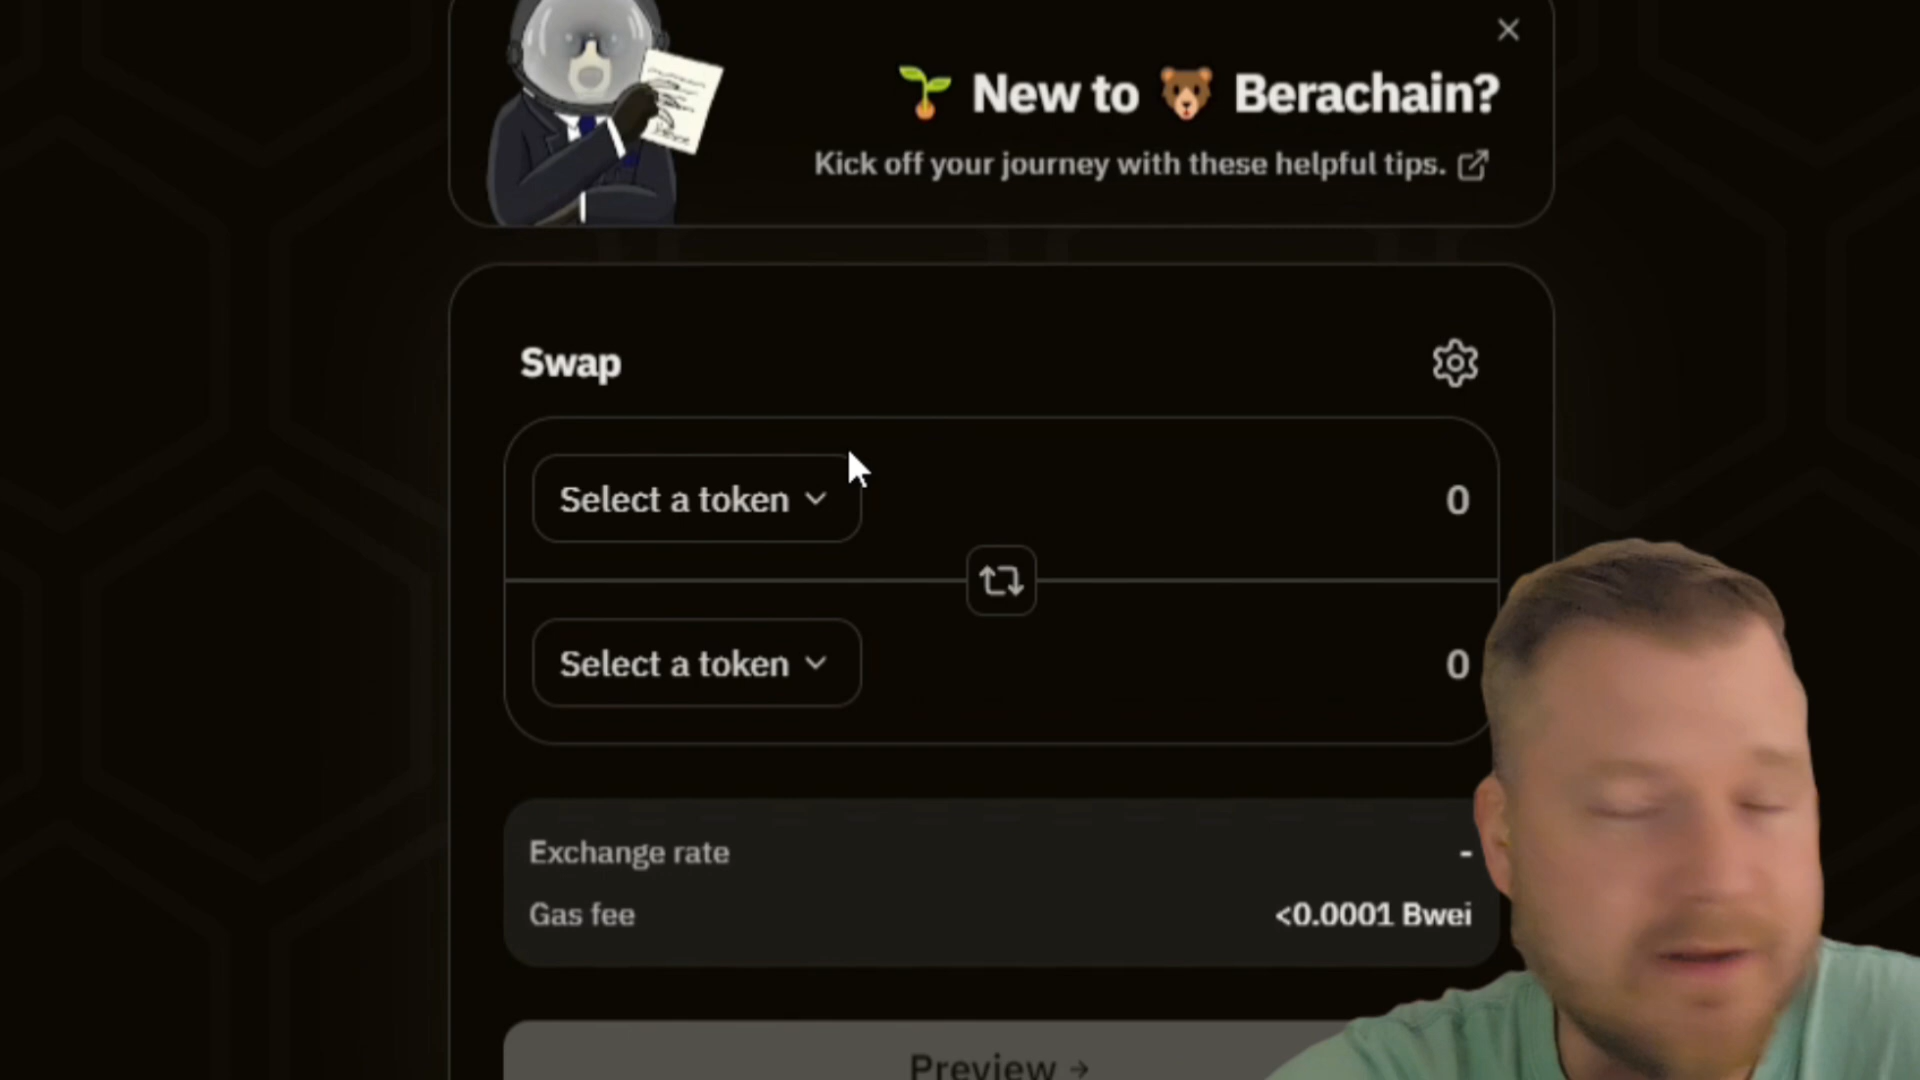 New to Berachain?
Kick off your journey with these helpful tips.
Swap
Select a token
0
Select a token
0
Exchange rate
-
Gas fee
<0.0001 Bwei
Preview →